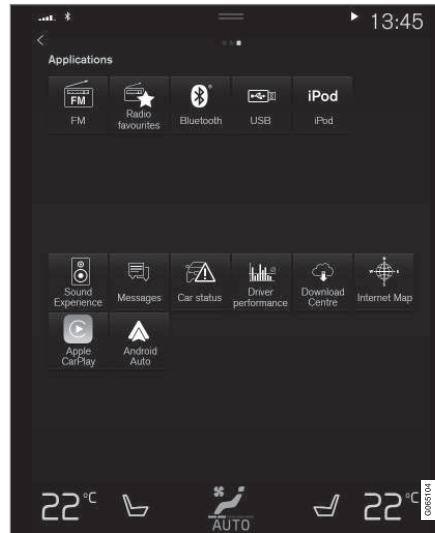 13:45
Applications
FM
iPod
FM
Radio
favourites
Bluetooth
USB
iPod
Sound
Experience
Messages
Car status
Driver
performance
Download
Centre
Internet Map
Apple
CarPlay
Android
Auto
22°C
AUTO
22°C
G065104